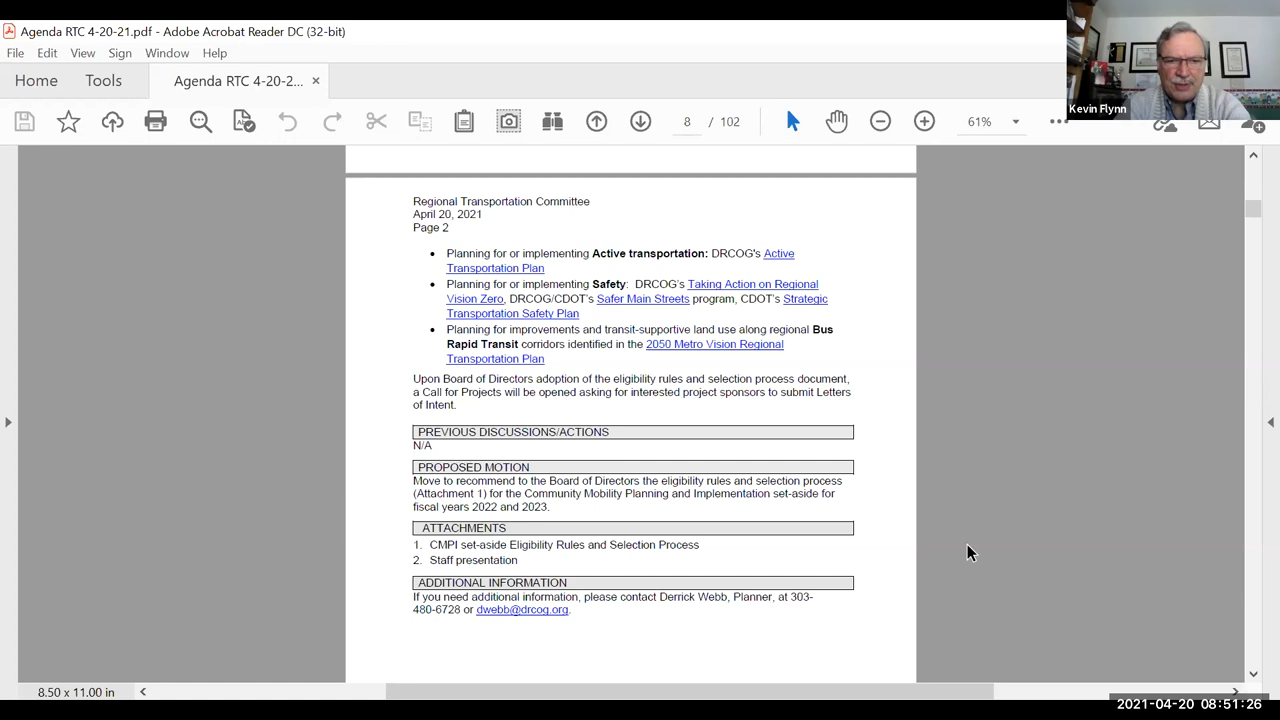 Agenda RTC 4-20-21.pdf - Adobe Acrobat Reader DC (32-bit)
File Edit View Sign Window Help
Home Tools Agenda RTC 4-20-2... ×
8 / 102 61%
Kevin Flynn
Regional Transportation Committee
April 20, 2021
Page 2
• Planning for or implementing Active transportation: DRCOG's Active
Transportation Plan
• Planning for or implementing Safety: DRCOG's Taking Action on Regional
Vision Zero, DRCOG/CDOT's Safer Main Streets program, CDOT's Strategic
Transportation Safety Plan
• Planning for improvements and transit-supportive land use along regional Bus
Rapid Transit corridors identified in the 2050 Metro Vision Regional
Transportation Plan
Upon Board of Directors adoption of the eligibility rules and selection process document,
a Call for Projects will be opened asking for interested project sponsors to submit Letters
of Intent.
PREVIOUS DISCUSSIONS/ACTIONS
N/A
PROPOSED MOTION
Move to recommend to the Board of Directors the eligibility rules and selection process
(Attachment 1) for the Community Mobility Planning and Implementation set-aside for
fiscal years 2022 and 2023.
ATTACHMENTS
1. CMPI set-aside Eligibility Rules and Selection Process
2. Staff presentation
ADDITIONAL INFORMATION
If you need additional information, please contact Derrick Webb, Planner, at 303-
480-6728 or dwebb@drcog.org.
8.50 x 11.00 in
2021-04-20 08:51:26